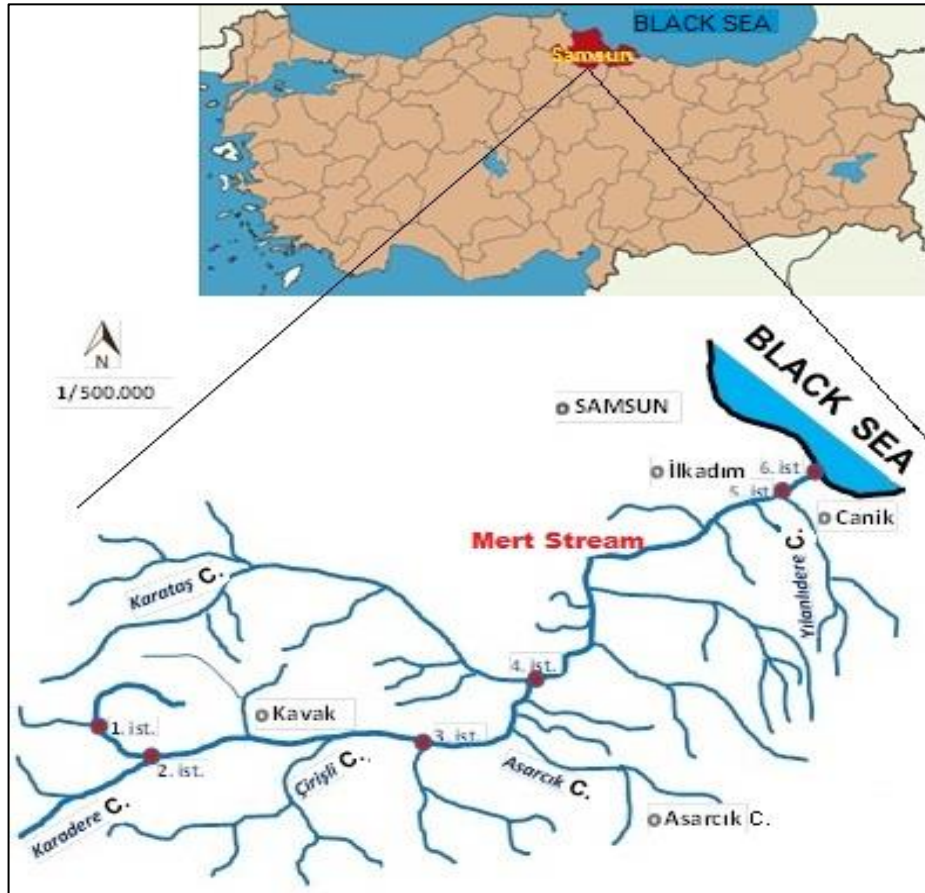 BLACK SEA
Samsun
N
1/500.000
BLACK SEA
SAMSUN
İlkadım
6. ist.
5. ist.
Canik
Mert Stream
Yılanlıdere C.
Karataş C.
4. ist.
Kavak
1. ist.
3. ist.
2. ist.
Çirişli C.
Asarcık C.
Karadere C.
Asarcık C.